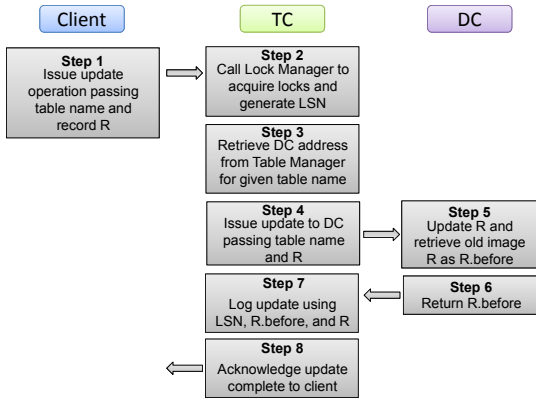 Client
TC
DC
Step 1
Issue update
operation passing
table name and
record R
Step 2
Call Lock Manager to
acquire locks and
generate LSN
Step 3
Retrieve DC address
from Table Manager
for given table name
Step 4
Issue update to DC
passing table name
and R
Step 5
Update R and
retrieve old image
R as R.before
Step 6
Return R.before
Step 7
Log update using
LSN, R.before, and R
Step 8
Acknowledge update
complete to client